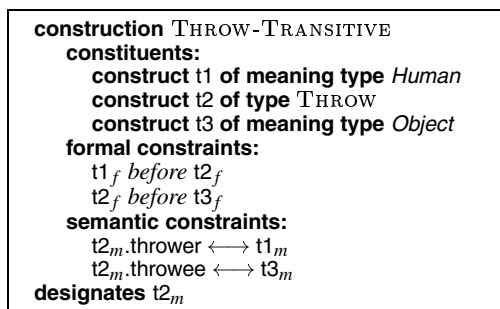 construction THROW-TRANSITIVE
constituents:
construct t1 of meaning type Human
construct t2 of type THROW
construct t3 of meaning type Object
formal constraints:
t1f before t2f
t2f before t3f
semantic constraints:
t2m.thrower ⟷ t1m
t2m.throwee ⟷ t3m
designates t2m